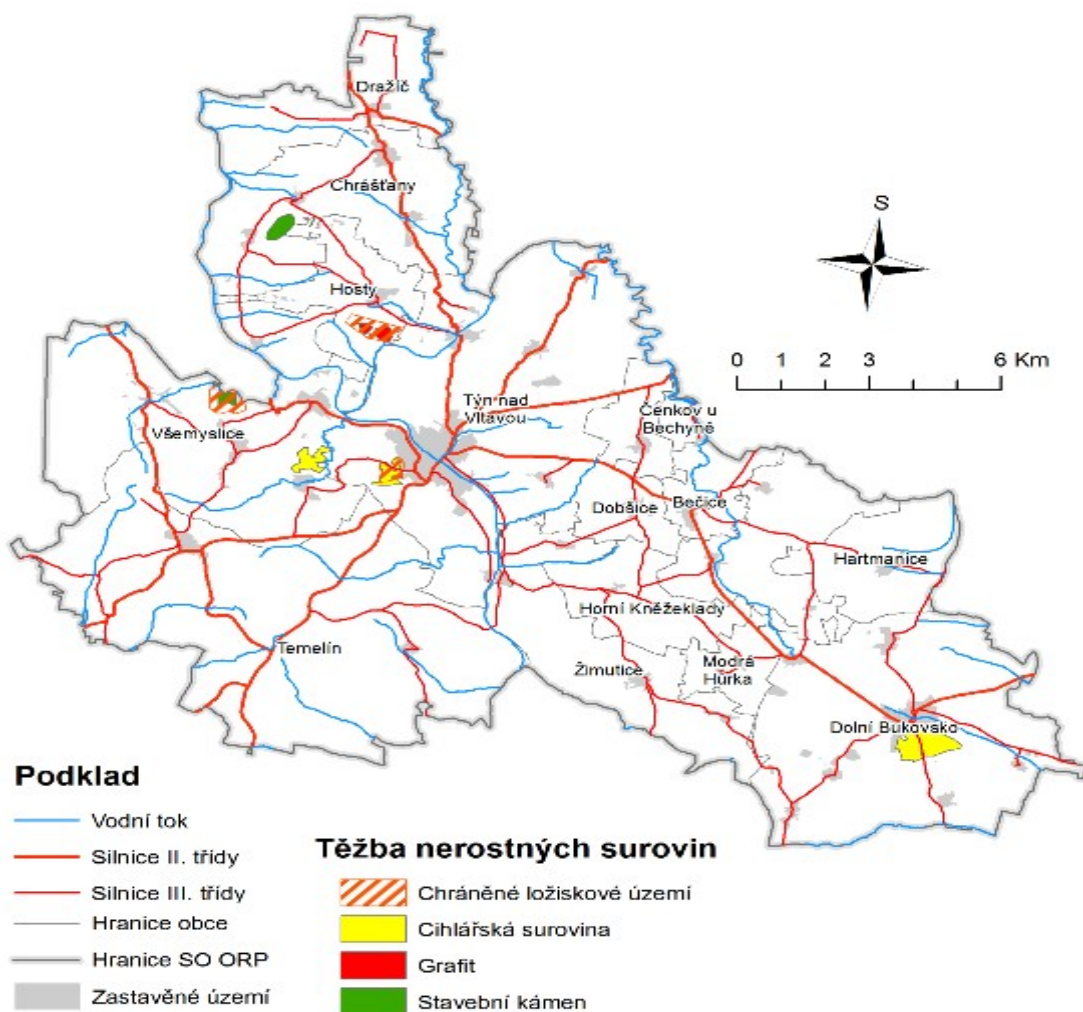 Dražíč
Chrášťany
S
Hosty
0 1 2 3 6 Km
Týn nad
Vltavou
Čenkov u
Bechyně
Všemyslice
Dobšice
Bečice
Hartmanice
Horní Kněžeklady
Temelín
Žimutice
Modrá
Hůrka
Dolní Bukovsko
Podklad
Vodní tok
Silnice II. třídy
Silnice III. třídy
Hranice obce
Hranice SO ORP
Zastavěné území
Těžba nerostných surovin
Chráněné ložiskové území
Cihlářská surovina
Grafit
Stavební kámen